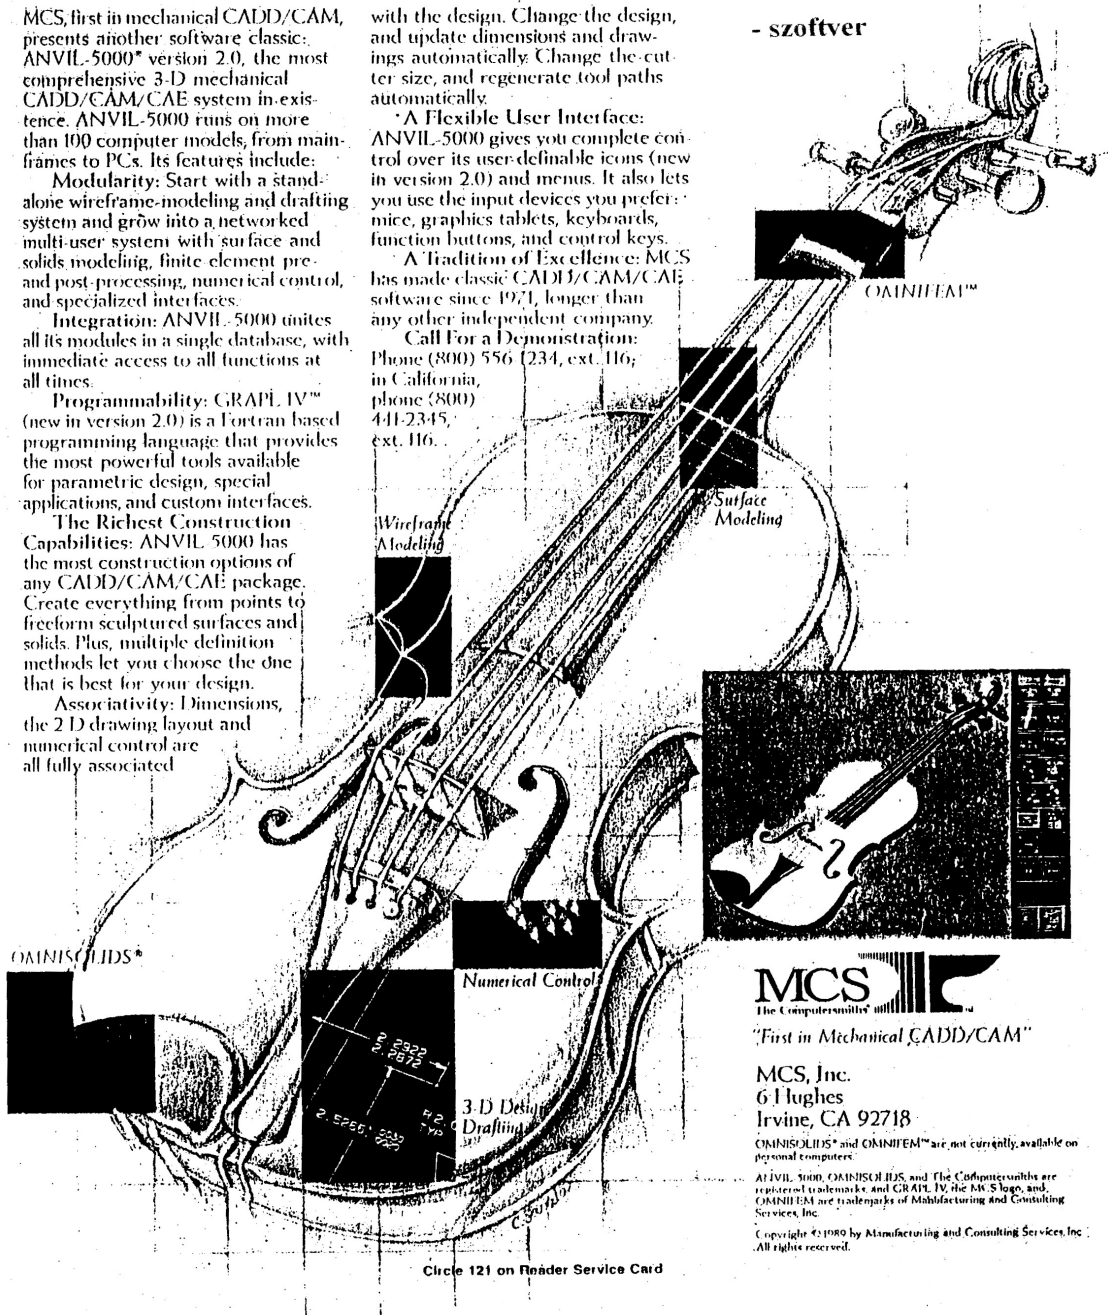 MCS, first in mechanical CADD/CAM,
presents another software classic:
ANVIL-5000® version 2.0, the most
comprehensive 3-D mechanical
CADD/CAM/CAE system in exis-
tence. ANVIL-5000 runs on more
than 100 computer models, from main-
frames to PCs. Its features include:
Modularity: Start with a stand-
alone wireframe-modeling and drafting
system and grow into a networked
multi-user system with surface and
solids modeling, finite element pre-
and post-processing, numerical control,
and specialized interfaces.
Integration: ANVIL-5000 unites
all its modules in a single database, with
immediate access to all functions at
all times.
Programmability: GRAPL IV™
(new in version 2.0) is a Fortran based
programming language that provides
the most powerful tools available
for parametric design, special
applications, and custom interfaces.
The Richest Construction
Capabilities: ANVIL 5000 has
the most construction options of
any CADD/CAM/CAE package.
Create everything from points to
freeform sculptured surfaces and
solids. Plus, multiple definition
methods let you choose the one
that is best for your design.
Associativity: Dimensions,
the 2 D drawing layout and
numerical control are
all fully associated
with the design. Change the design,
and update dimensions and draw-
ings automatically. Change the cut-
ter size, and regenerate tool paths
automatically.
A Flexible User Interface:
ANVIL-5000 gives you complete con-
trol over its user-definable icons (new
in version 2.0) and menus. It also lets
you use the input devices you prefer:
mice, graphics tablets, keyboards,
function buttons, and control keys.
A Tradition of Excellence: MCS
has made classic CADD/CAM/CAE
software since 1971, longer than
any other independent company.
Call For a Demonstration:
Phone (800) 556 1234, ext. 116;
in California,
phone (800)
441-2345,
ext. 116.
- szoftver
OMNIFEM™
Surface
Modeling
Wireframe
Modeling
OMNISOLIDS®
Numerical Control
2.2922
2.2872
2.5256
R2.0
TYP
3-D Design
Drafting
C. Suyd
MCS
The Computersmiths®
"First in Mechanical CADD/CAM"
MCS, Inc.
6 Hughes
Irvine, CA 92718
OMNISOLIDS® and OMNIFEM™ are not currently available on
personal computers.
ANVIL-5000, OMNISOLIDS, and The Computersmiths are
registered trademarks, and GRAPL IV, the MCS logo, and
OMNIFEM are trademarks of Manufacturing and Consulting
Services, Inc.
Copyright ©1989 by Manufacturing and Consulting Services, Inc
All rights reserved.
Circle 121 on Reader Service Card